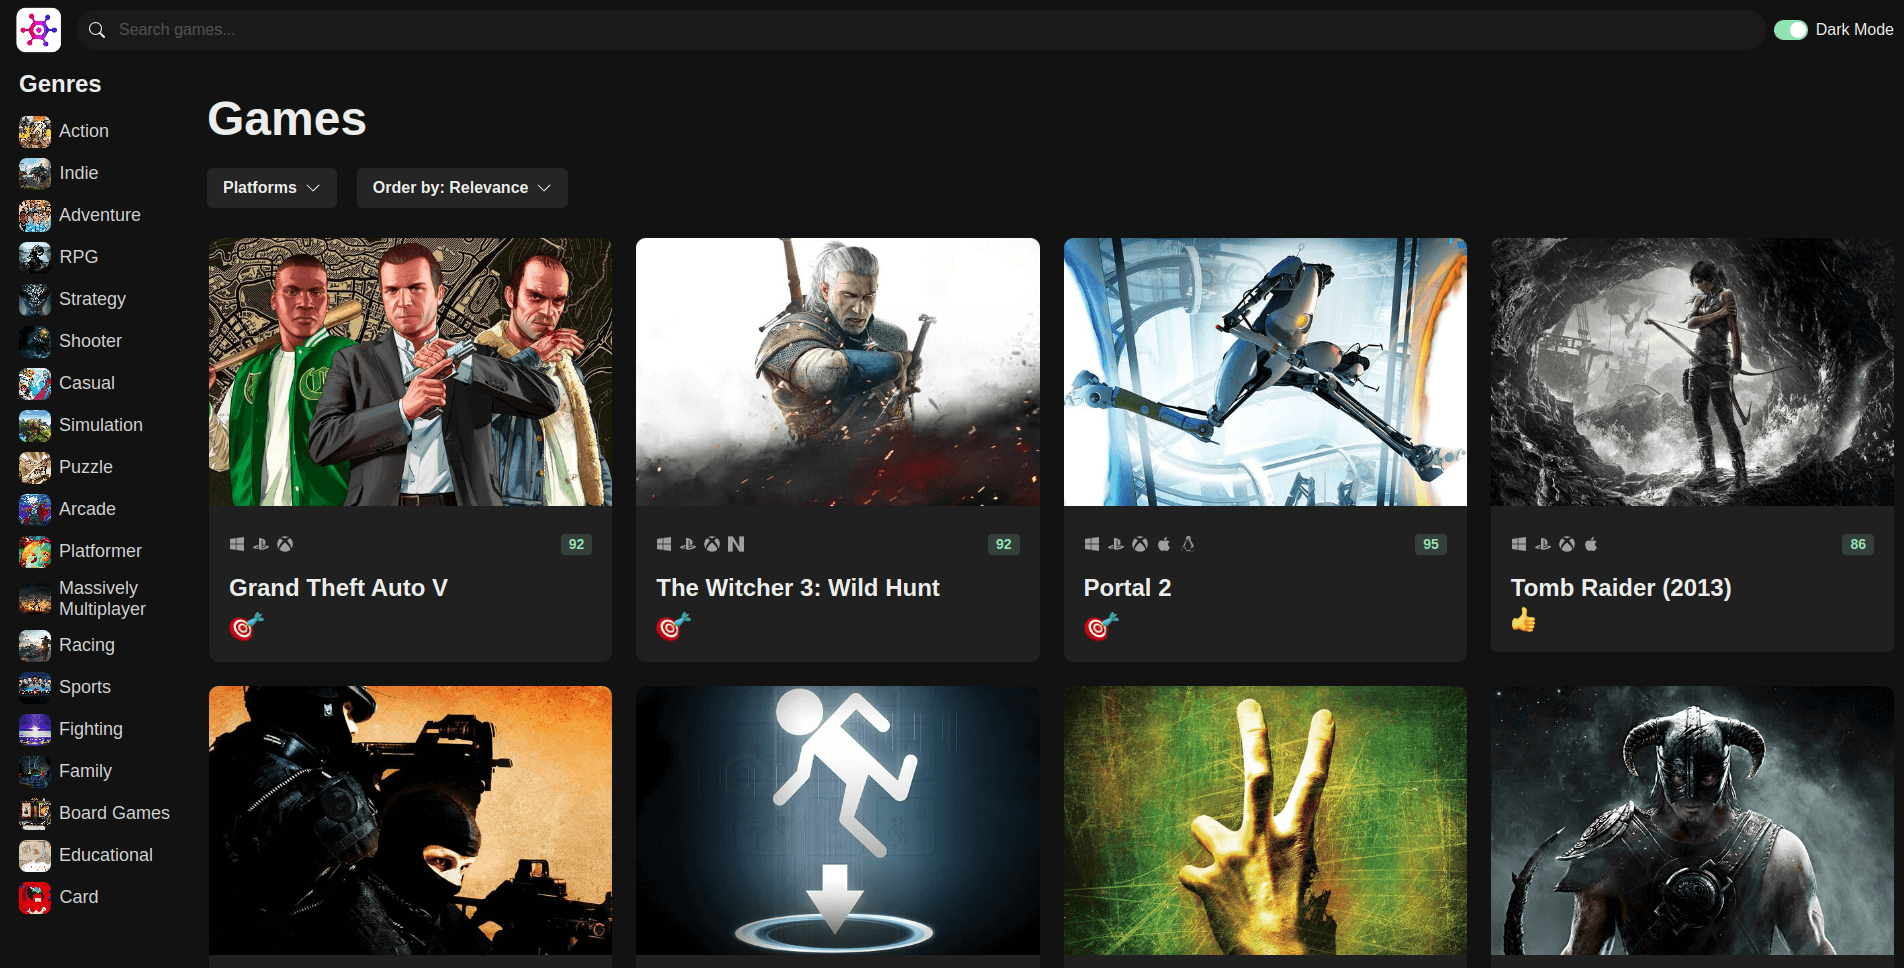 Search games...
Dark Mode
Genres
Action
Indie
Adventure
RPG
Strategy
Shooter
Casual
Simulation
Puzzle
Arcade
Platformer
Massively
Multiplayer
Racing
Sports
Fighting
Family
Board Games
Educational
Card
Games
Platforms
Order by: Relevance
92
Grand Theft Auto V
92
The Witcher 3: Wild Hunt
95
Portal 2
86
Tomb Raider (2013)